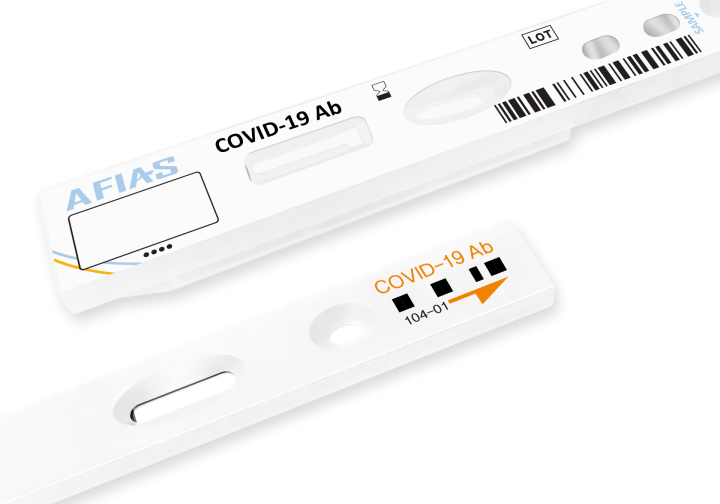 SAMPLE
LOT
COVID-19 Ab
AFIAS
COVID-19 Ab
104-01